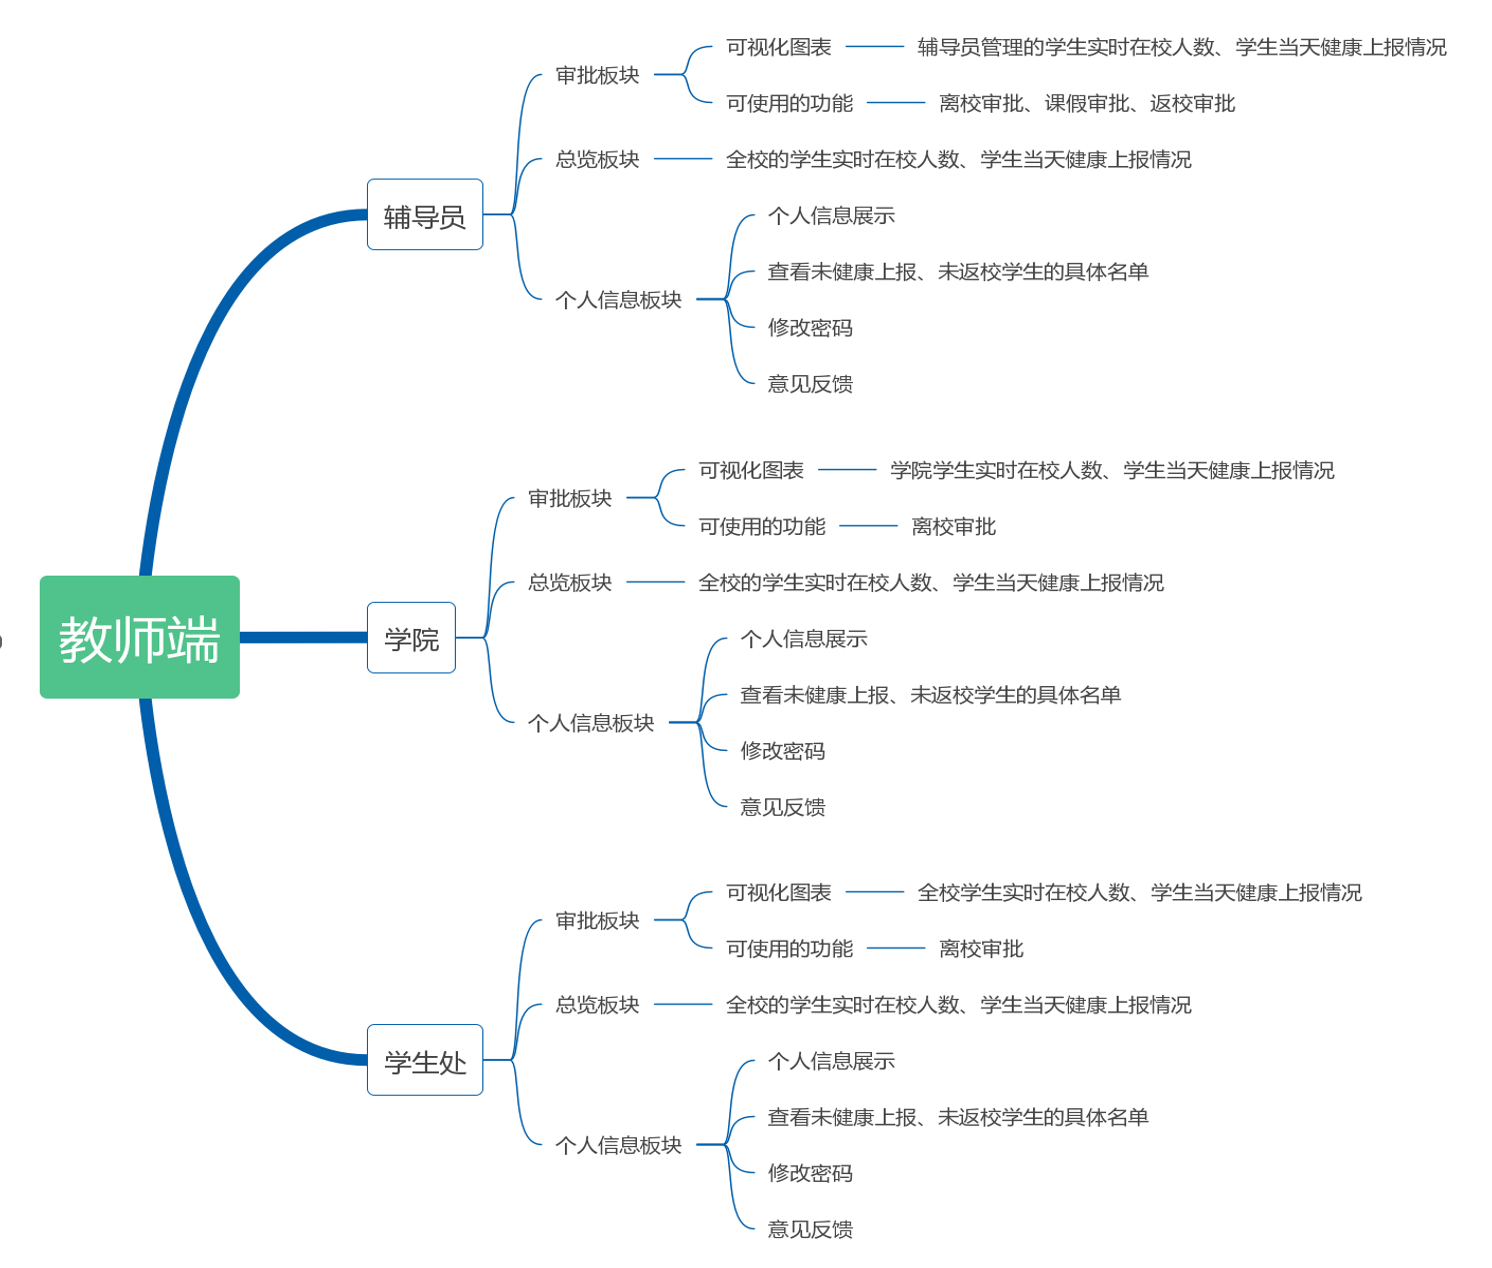 教师端
辅导员
审批板块
可视化图表
辅导员管理的学生实时在校人数、学生当天健康上报情况
可使用的功能
离校审批、课假审批、返校审批
总览板块
全校的学生实时在校人数、学生当天健康上报情况
个人信息板块
个人信息展示
查看未健康上报、未返校学生的具体名单
修改密码
意见反馈
学院
审批板块
可视化图表
学院学生实时在校人数、学生当天健康上报情况
可使用的功能
离校审批
总览板块
全校的学生实时在校人数、学生当天健康上报情况
个人信息板块
个人信息展示
查看未健康上报、未返校学生的具体名单
修改密码
意见反馈
学生处
审批板块
可视化图表
全校学生实时在校人数、学生当天健康上报情况
可使用的功能
离校审批
总览板块
全校的学生实时在校人数、学生当天健康上报情况
个人信息板块
个人信息展示
查看未健康上报、未返校学生的具体名单
修改密码
意见反馈